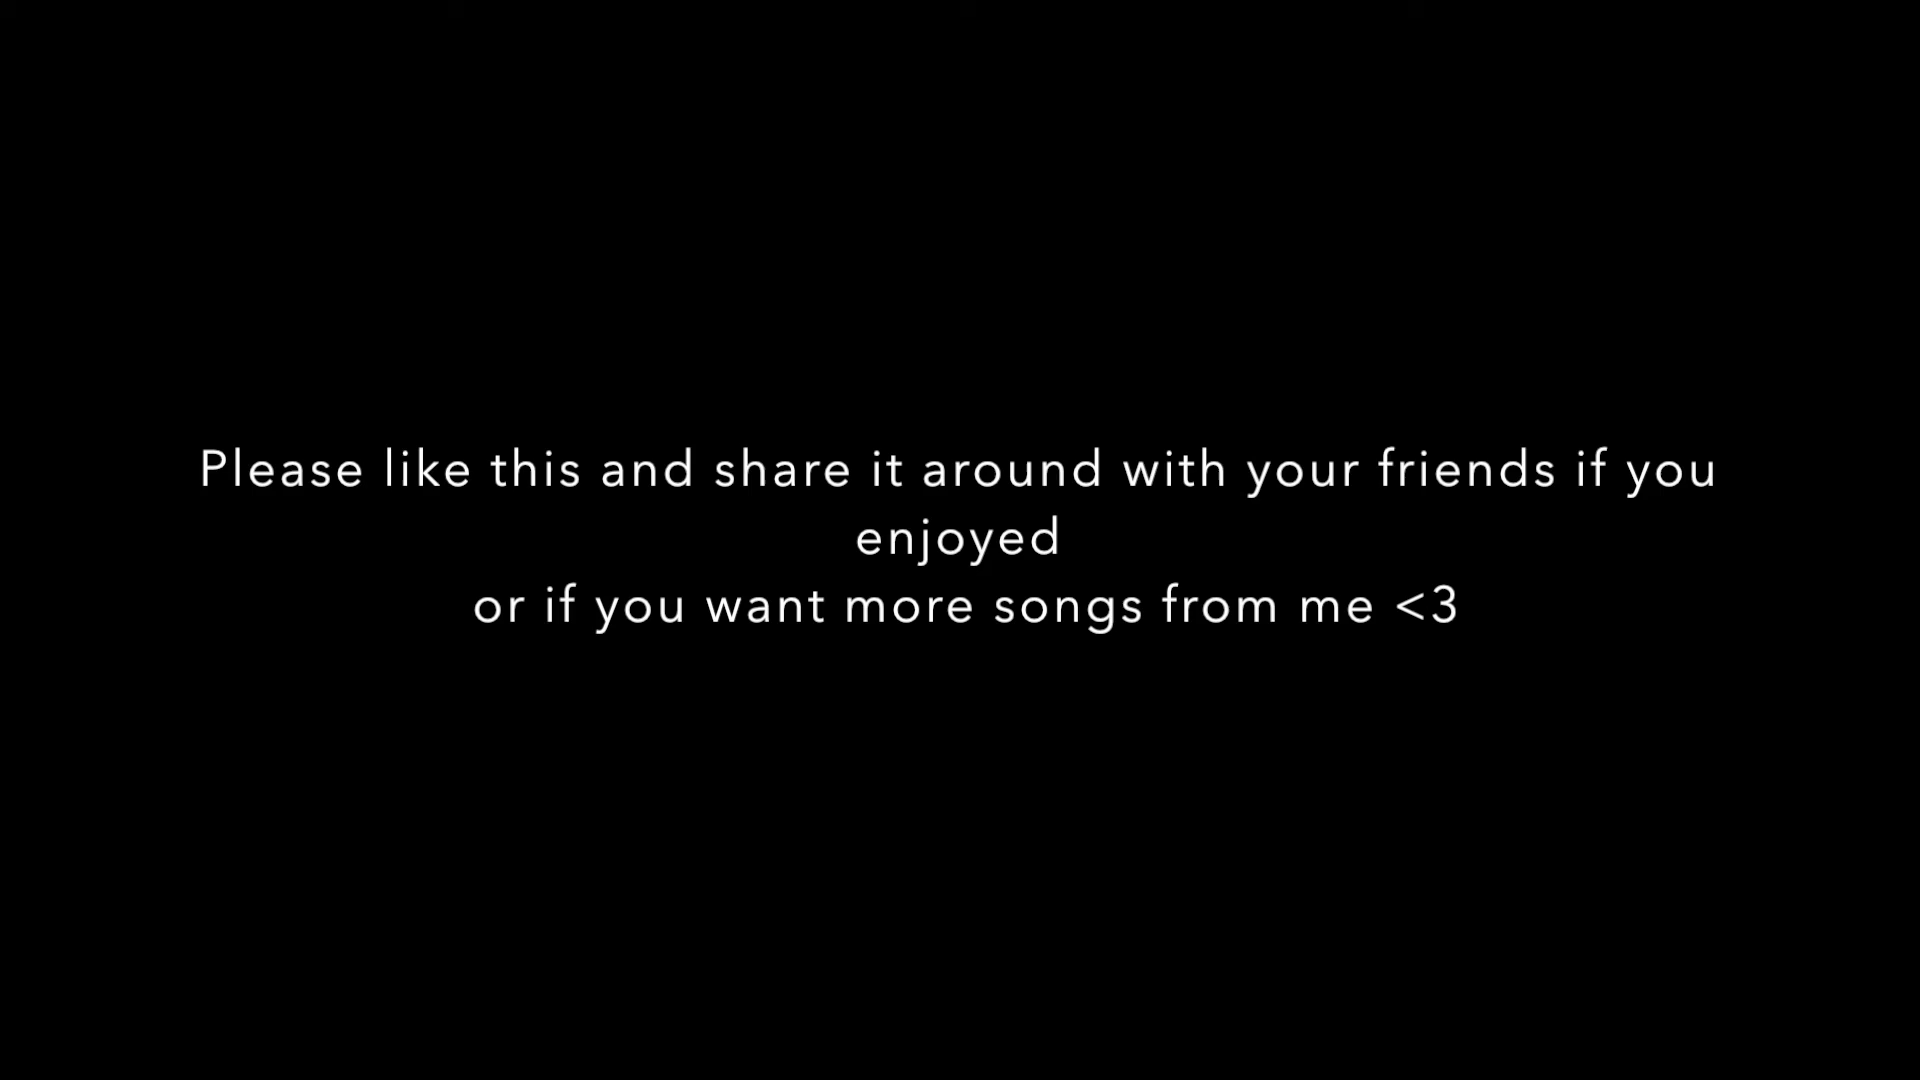 Please like this and share it around with your friends if you
enjoyed
or if you want more songs from me <3